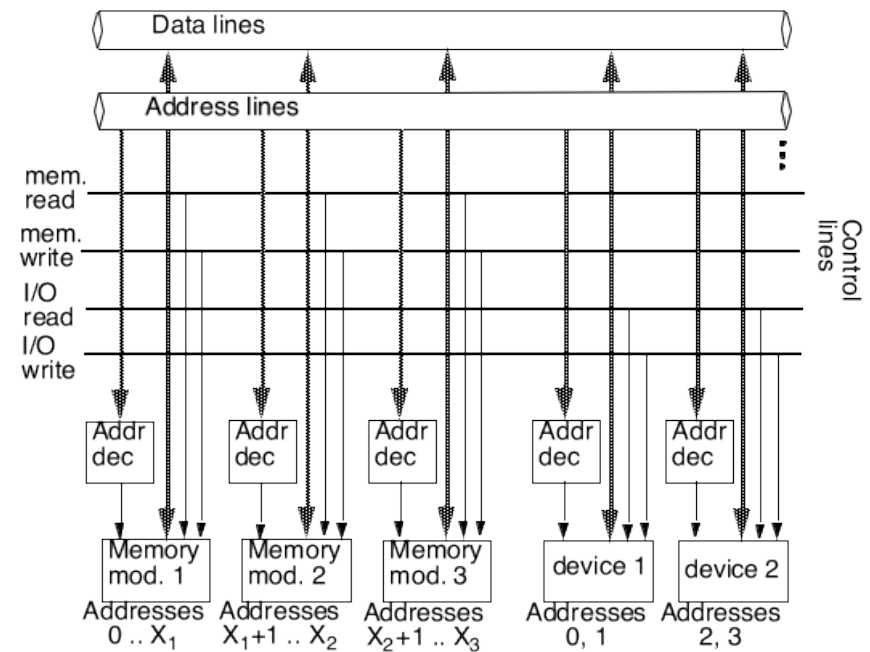 Data lines
Address lines
mem.
read
mem.
write
I/O
read
I/O
write
Control
lines
Addr
dec
Addr
dec
Addr
dec
Addr
dec
Addr
dec
Memory
mod. 1
Memory
mod. 2
Memory
mod. 3
device 1
device 2
Addresses
0 .. X₁
Addresses
X₁+1 .. X₂
Addresses
X₂+1 .. X₃
Addresses
0, 1
Addresses
2, 3